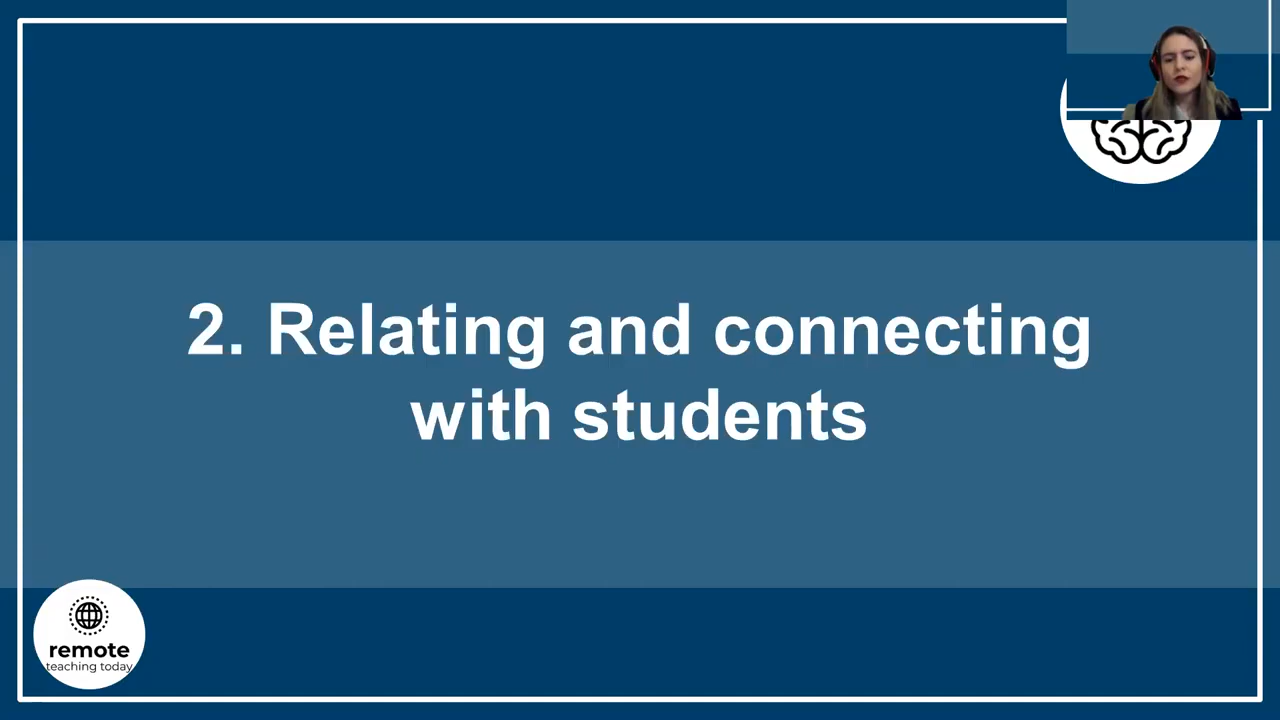 2. Relating and connecting
with students
remote
teaching today